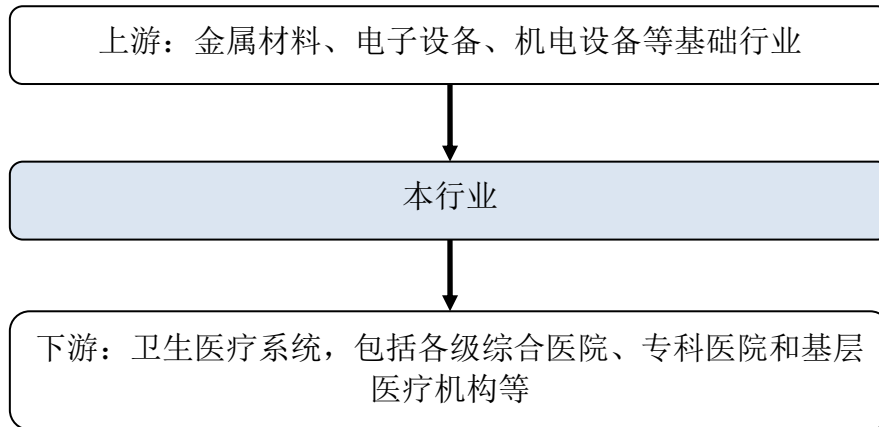 上游：金属材料、电子设备、机电设备等基础行业
本行业
下游：卫生医疗系统，包括各级综合医院、专科医院和基层
医疗机构等